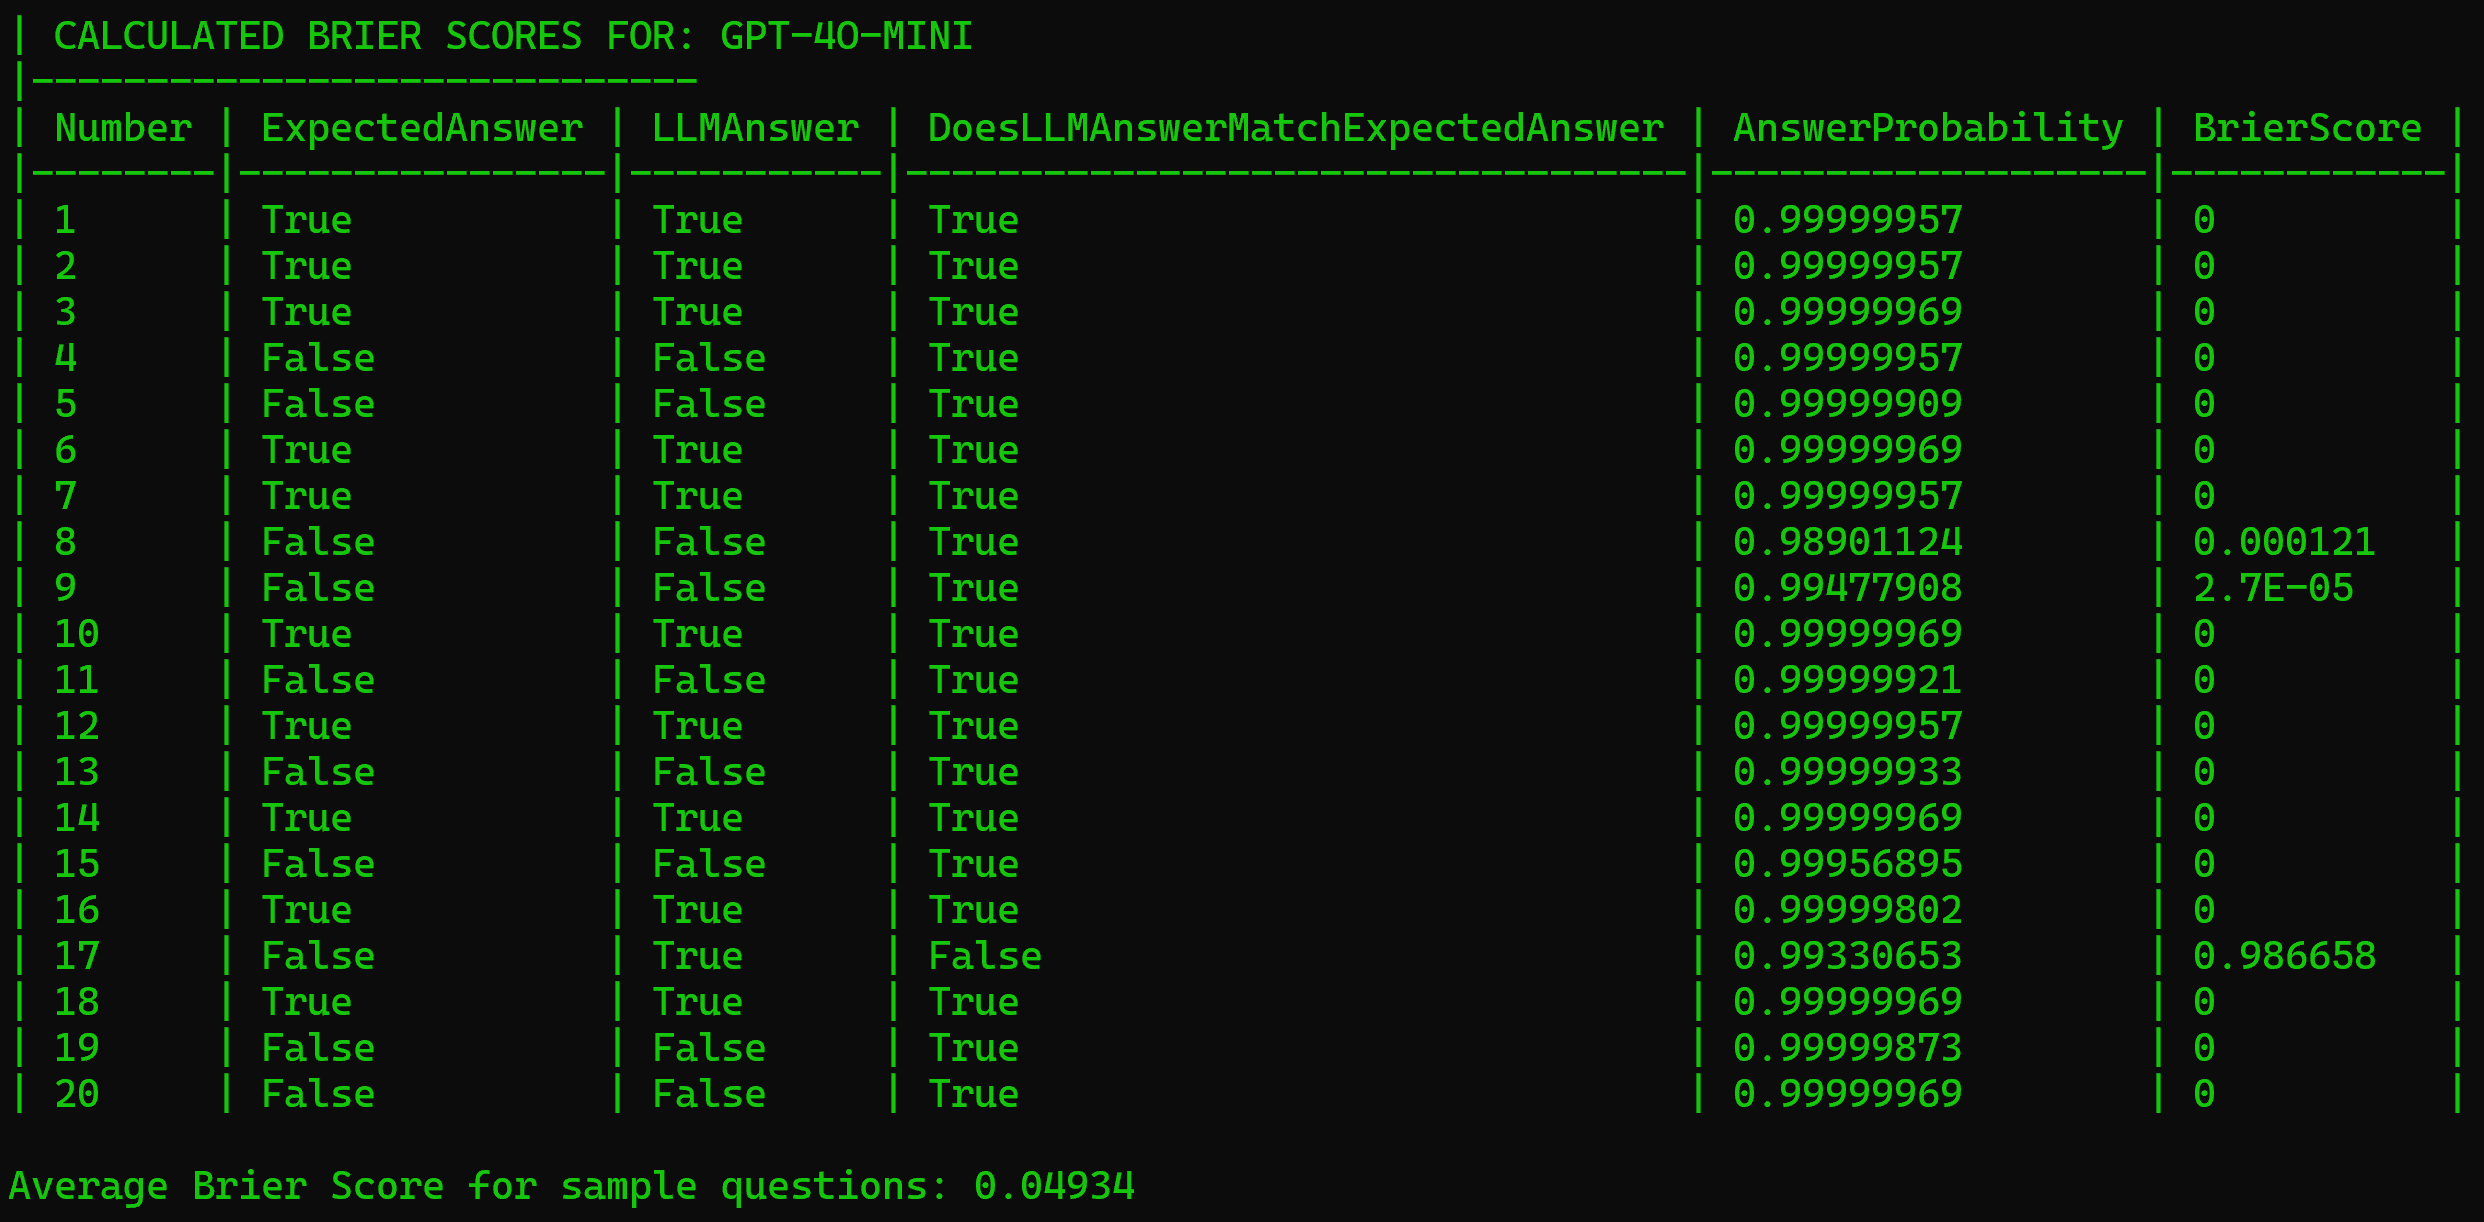 | CALCULATED BRIER SCORES FOR: GPT-4O-MINI
|-----------------------------
| Number | ExpectedAnswer | LLMAnswer | DoesLLMAnswerMatchExpectedAnswer | AnswerProbability | BrierScore |
|--------|----------------|-----------|----------------------------------|-------------------|------------|
| 1 | True | True | True | 0.99999957 | 0 |
| 2 | True | True | True | 0.99999957 | 0 |
| 3 | True | True | True | 0.99999969 | 0 |
| 4 | False | False | True | 0.99999957 | 0 |
| 5 | False | False | True | 0.99999909 | 0 |
| 6 | True | True | True | 0.99999969 | 0 |
| 7 | True | True | True | 0.99999957 | 0 |
| 8 | False | False | True | 0.98901124 | 0.000121 |
| 9 | False | False | True | 0.99477908 | 2.7E-05 |
| 10 | True | True | True | 0.99999969 | 0 |
| 11 | False | False | True | 0.99999921 | 0 |
| 12 | True | True | True | 0.99999957 | 0 |
| 13 | False | False | True | 0.99999933 | 0 |
| 14 | True | True | True | 0.99999969 | 0 |
| 15 | False | False | True | 0.99956895 | 0 |
| 16 | True | True | True | 0.99999802 | 0 |
| 17 | False | True | False | 0.99330653 | 0.986658 |
| 18 | True | True | True | 0.99999969 | 0 |
| 19 | False | False | True | 0.99999873 | 0 |
| 20 | False | False | True | 0.99999969 | 0 |
Average Brier Score for sample questions: 0.04934